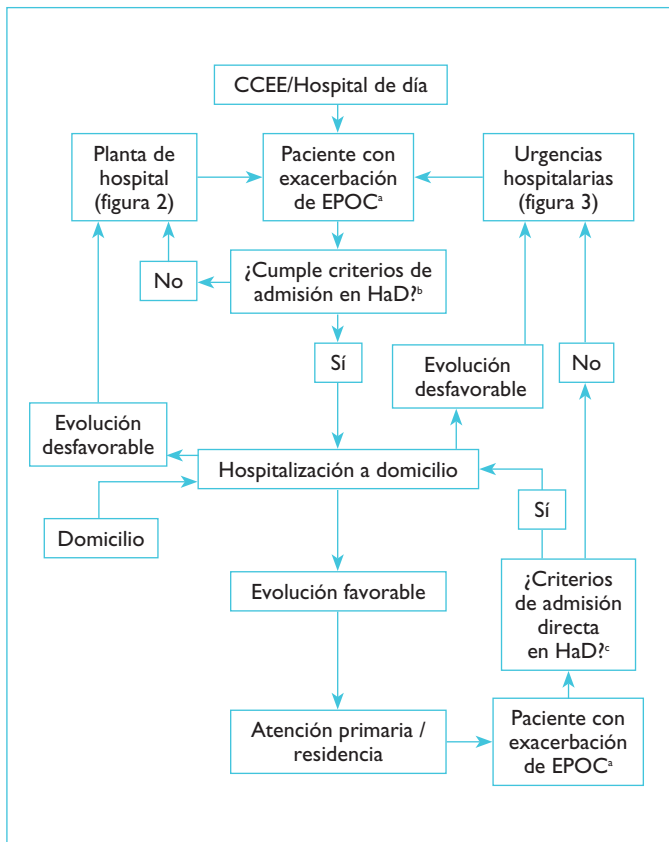 CCEE/Hospital de día
Planta de
hospital
(figura 2)
Paciente con
exacerbación
de EPOCᵃ
Urgencias
hospitalarias
(figura 3)
No
¿Cumple criterios de
admisión en HaD?ᵇ
Sí
Evolución
desfavorable
No
Evolución
desfavorable
Hospitalización a domicilio
Sí
Domicilio
Evolución favorable
¿Criterios
de admisión
directa
en HaD?ᶜ
Atención primaria /
residencia
Paciente con
exacerbación
de EPOCᵃ